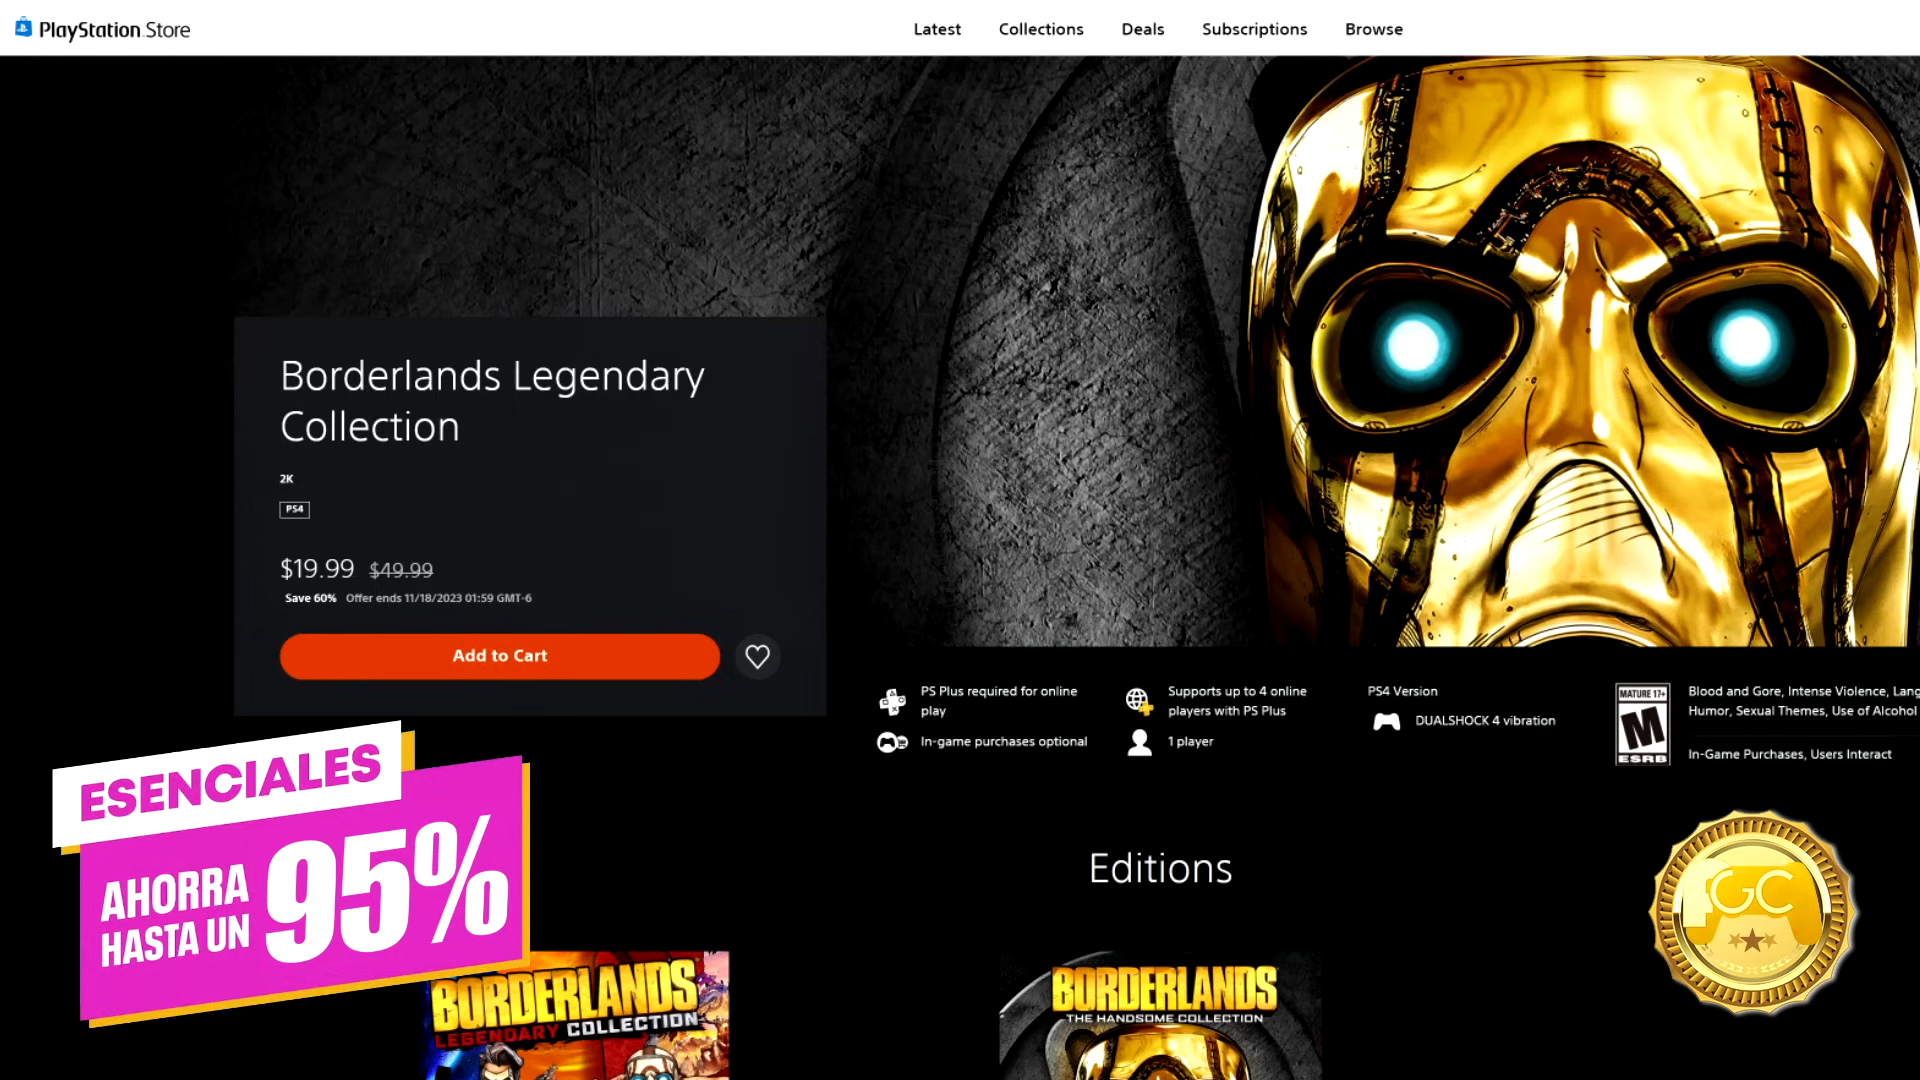 PlayStation Store
Latest
Collections
Deals
Subscriptions
Browse
Borderlands Legendary
Collection
2K
PS4
$19.99 $49.99
Save 60% Offer ends 11/18/2023 01:59 GMT-6
Add to Cart
PS Plus required for online
play
In-game purchases optional
Supports up to 4 online
players with PS Plus
1 player
PS4 Version
DUALSHOCK 4 vibration
MATURE 17+
M
ESRB
Blood and Gore, Intense Violence, Lang
Humor, Sexual Themes, Use of Alcohol
In-Game Purchases, Users Interact
ESENCIALES
AHORRA
HASTA UN
95%
Editions
BORDERLANDS
LEGENDARY COLLECTION
BORDERLANDS
THE HANDSOME COLLECTION
GC